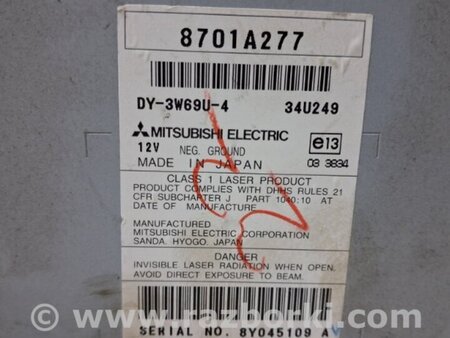 8701A277
DY-3W69U-4 34U249
MITSUBISHI ELECTRIC e13
12V NEG. GROUND 03 3834
MADE IN JAPAN
CLASS 1 LASER PRODUCT
PRODUCT COMPLIES WITH DHHS RULES 21
CFR SUBCHARTER J PART 1040:10 AT
DATE OF MANUFACTURE
MANUFACTURED
MITSUBISHI ELECTRIC CORPORATION
SANDA. HYOGO. JAPAN
DANGER
INVISIBLE LASER RADIATION WHEN OPEN.
AVOID DIRECT EXPOSURE TO BEAM.
SERIAL NO. 8Y045109 A
www.razborki.com